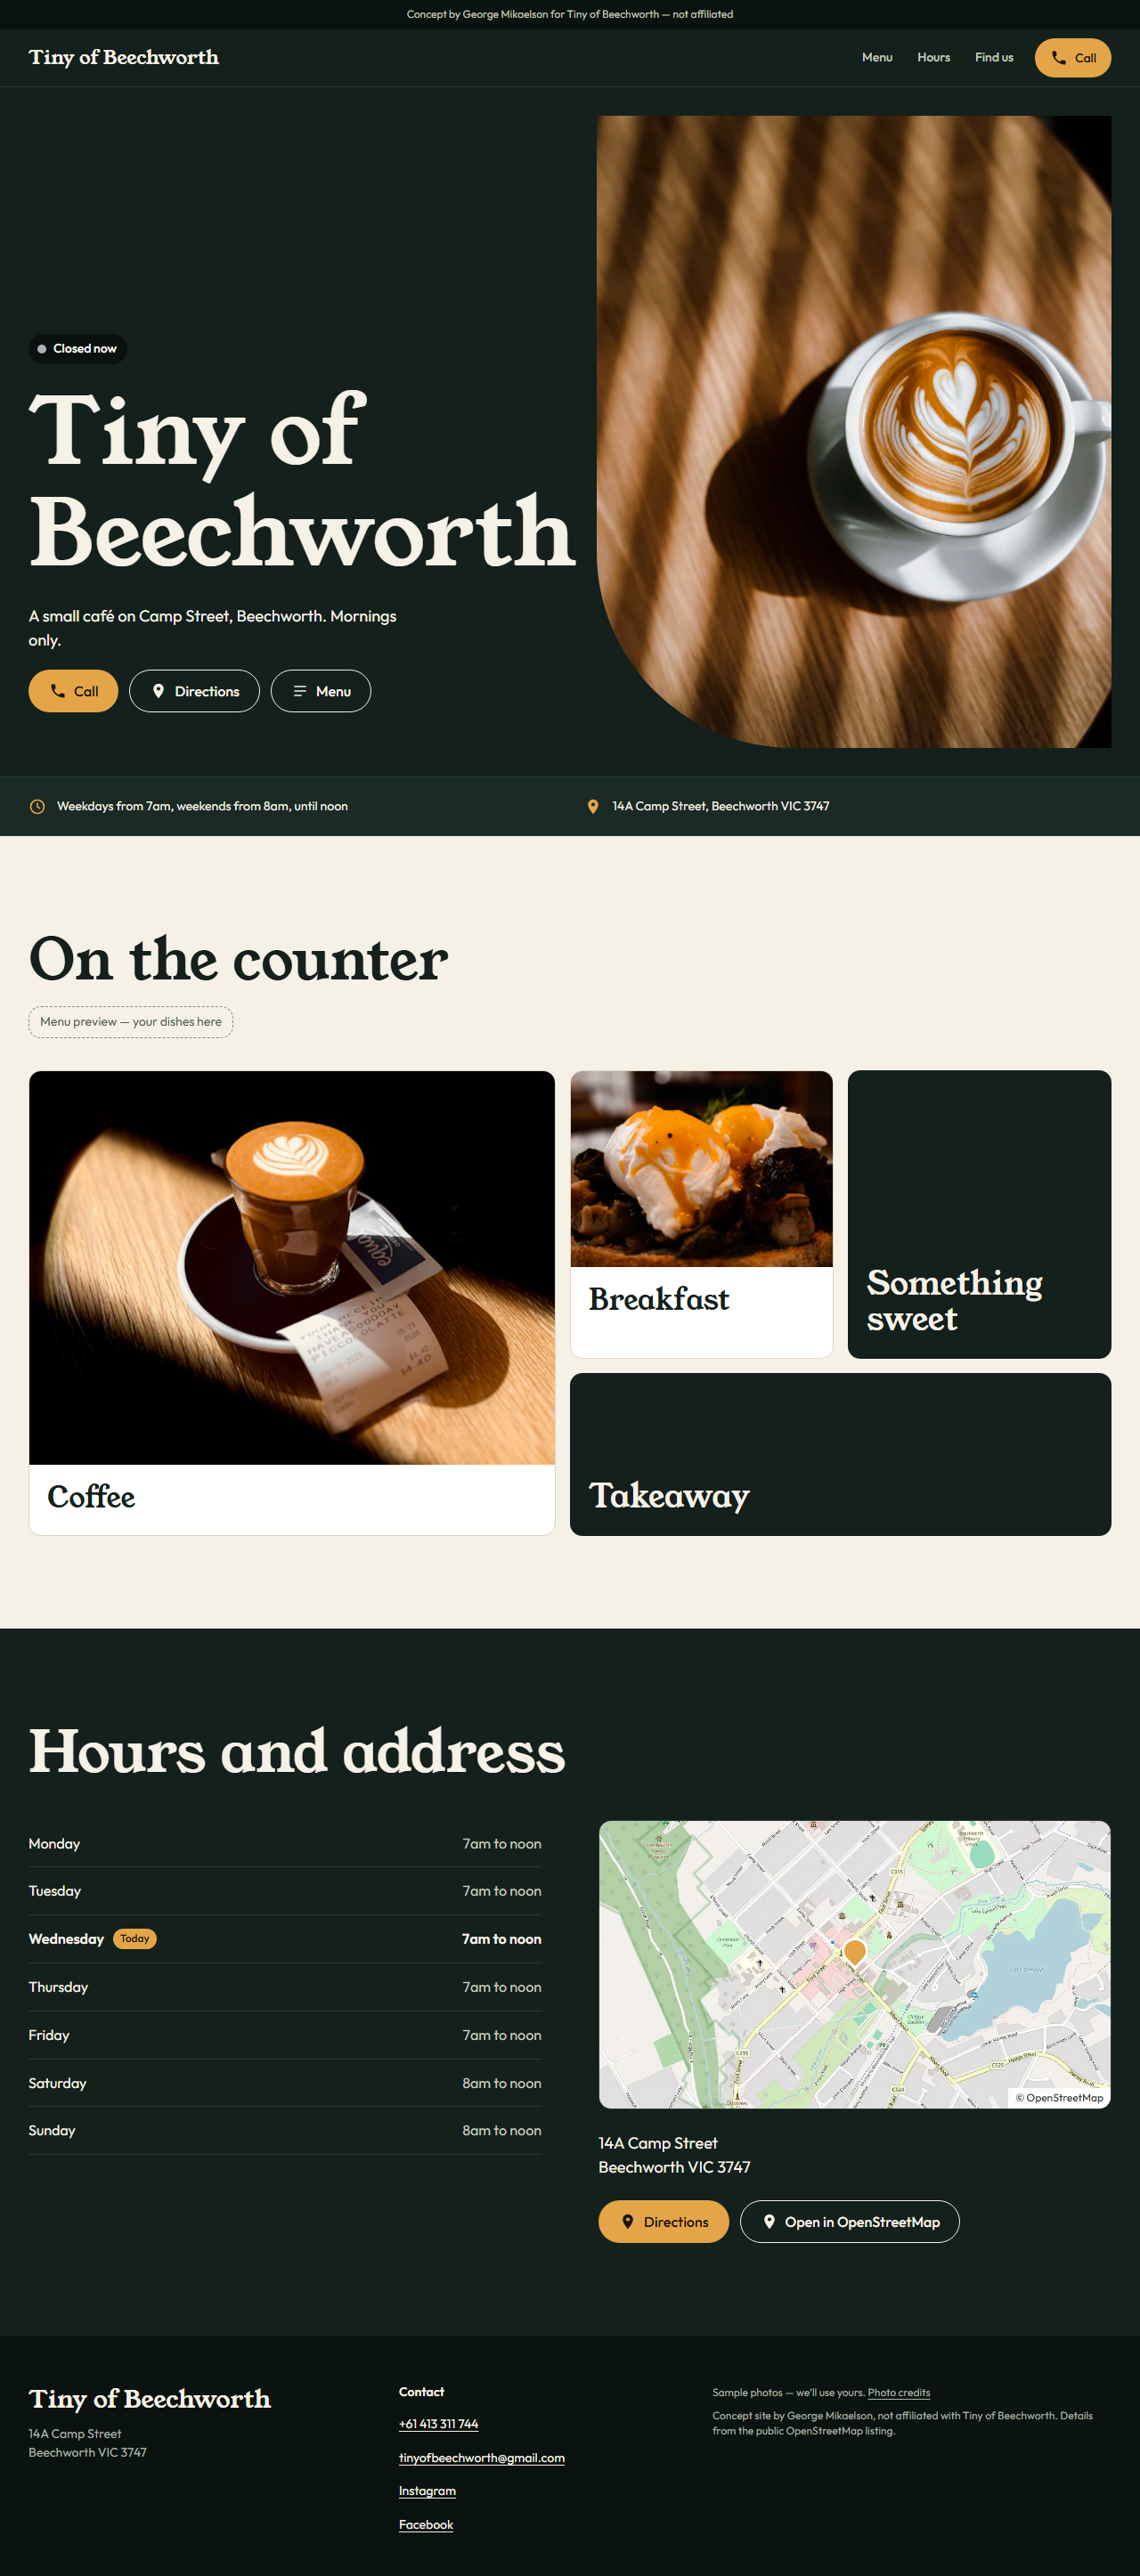 Concept by George Mikaelson for Tiny of Beechworth — not affiliated
Tiny of Beechworth
Menu
Hours
Find us
Call
Closed now
Tiny of
Beechworth
A small café on Camp Street, Beechworth. Mornings
only.
Call
Directions
Menu
Weekdays from 7am, weekends from 8am, until noon
14A Camp Street, Beechworth VIC 3747
On the counter
Menu preview — your dishes here
Coffee
Breakfast
Something
sweet
Takeaway
Hours and address
Monday 7am to noon
Tuesday 7am to noon
Wednesday Today 7am to noon
Thursday 7am to noon
Friday 7am to noon
Saturday 8am to noon
Sunday 8am to noon
© OpenStreetMap
14A Camp Street
Beechworth VIC 3747
Directions
Open in OpenStreetMap
Tiny of Beechworth
14A Camp Street
Beechworth VIC 3747
Contact
+61 413 311 744
tinyofbeechworth@gmail.com
Instagram
Facebook
Sample photos — we'll use yours. Photo credits
Concept site by George Mikaelson, not affiliated with Tiny of Beechworth. Details
from the public OpenStreetMap listing.